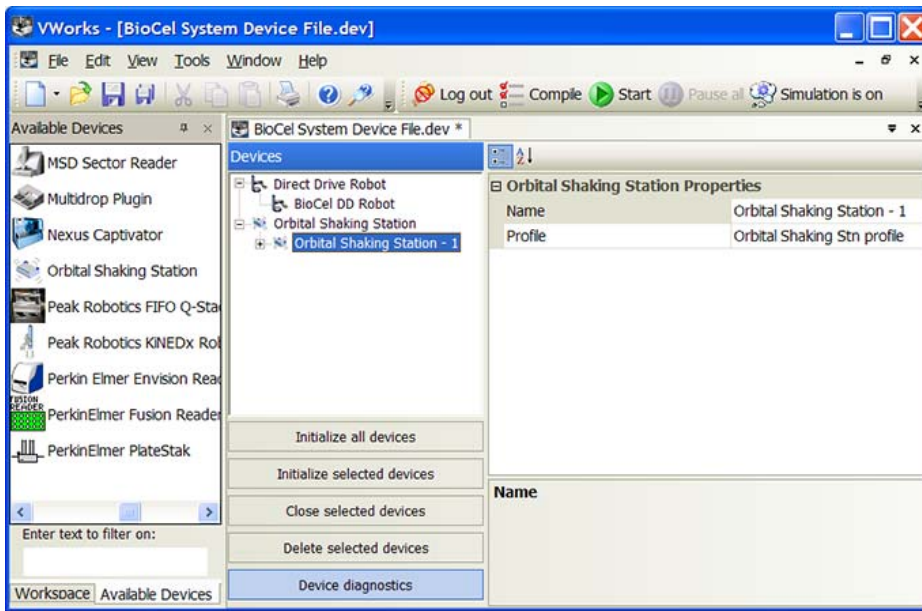 VWorks - [BioCel System Device File.dev]
File Edit View Tools Window Help
Log out Compile Start Pause all Simulation is on
Available Devices
MSD Sector Reader
Multidrop Plugin
Nexus Captivator
Orbital Shaking Station
Peak Robotics FIFO Q-Sta
Peak Robotics KiNEDx Ro
Perkin Elmer Envision Rea
FUSION
READER
PerkinElmer Fusion Reader
PerkinElmer PlateStak
Enter text to filter on:
Workspace Available Devices
BioCel System Device File.dev *
Devices
Direct Drive Robot
BioCel DD Robot
Orbital Shaking Station
Orbital Shaking Station - 1
Initialize all devices
Initialize selected devices
Close selected devices
Delete selected devices
Device diagnostics
Orbital Shaking Station Properties
Name Orbital Shaking Station - 1
Profile Orbital Shaking Stn profile
Name